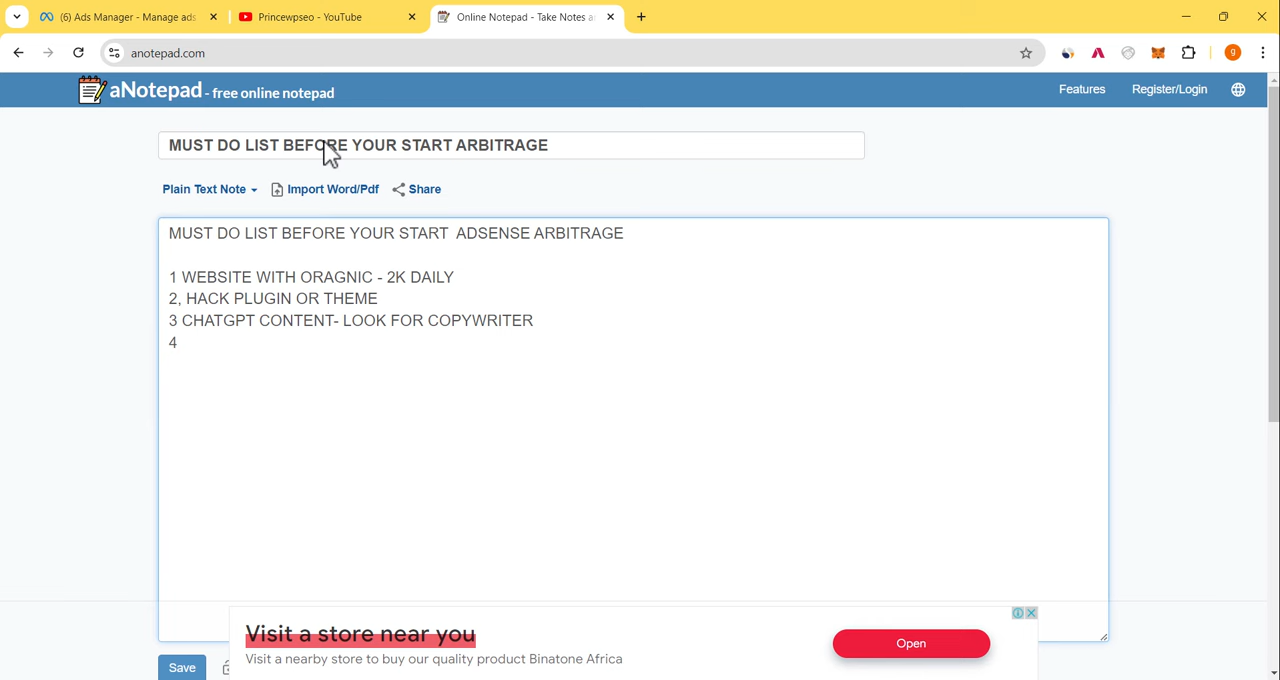 (6) Ads Manager - Manage ads
Princewpseo - YouTube
Online Notepad - Take Notes a
anotepad.com
g
aNotepad - free online notepad
Features
Register/Login
MUST DO LIST BEFORE YOUR START ARBITRAGE
Plain Text Note
Import Word/Pdf
Share
MUST DO LIST BEFORE YOUR START  ADSENSE ARBITRAGE
1 WEBSITE WITH ORAGNIC - 2K DAILY
2, HACK PLUGIN OR THEME
3 CHATGPT CONTENT- LOOK FOR COPYWRITER
4
Visit a store near you
Visit a nearby store to buy our quality product Binatone Africa
Open
Save